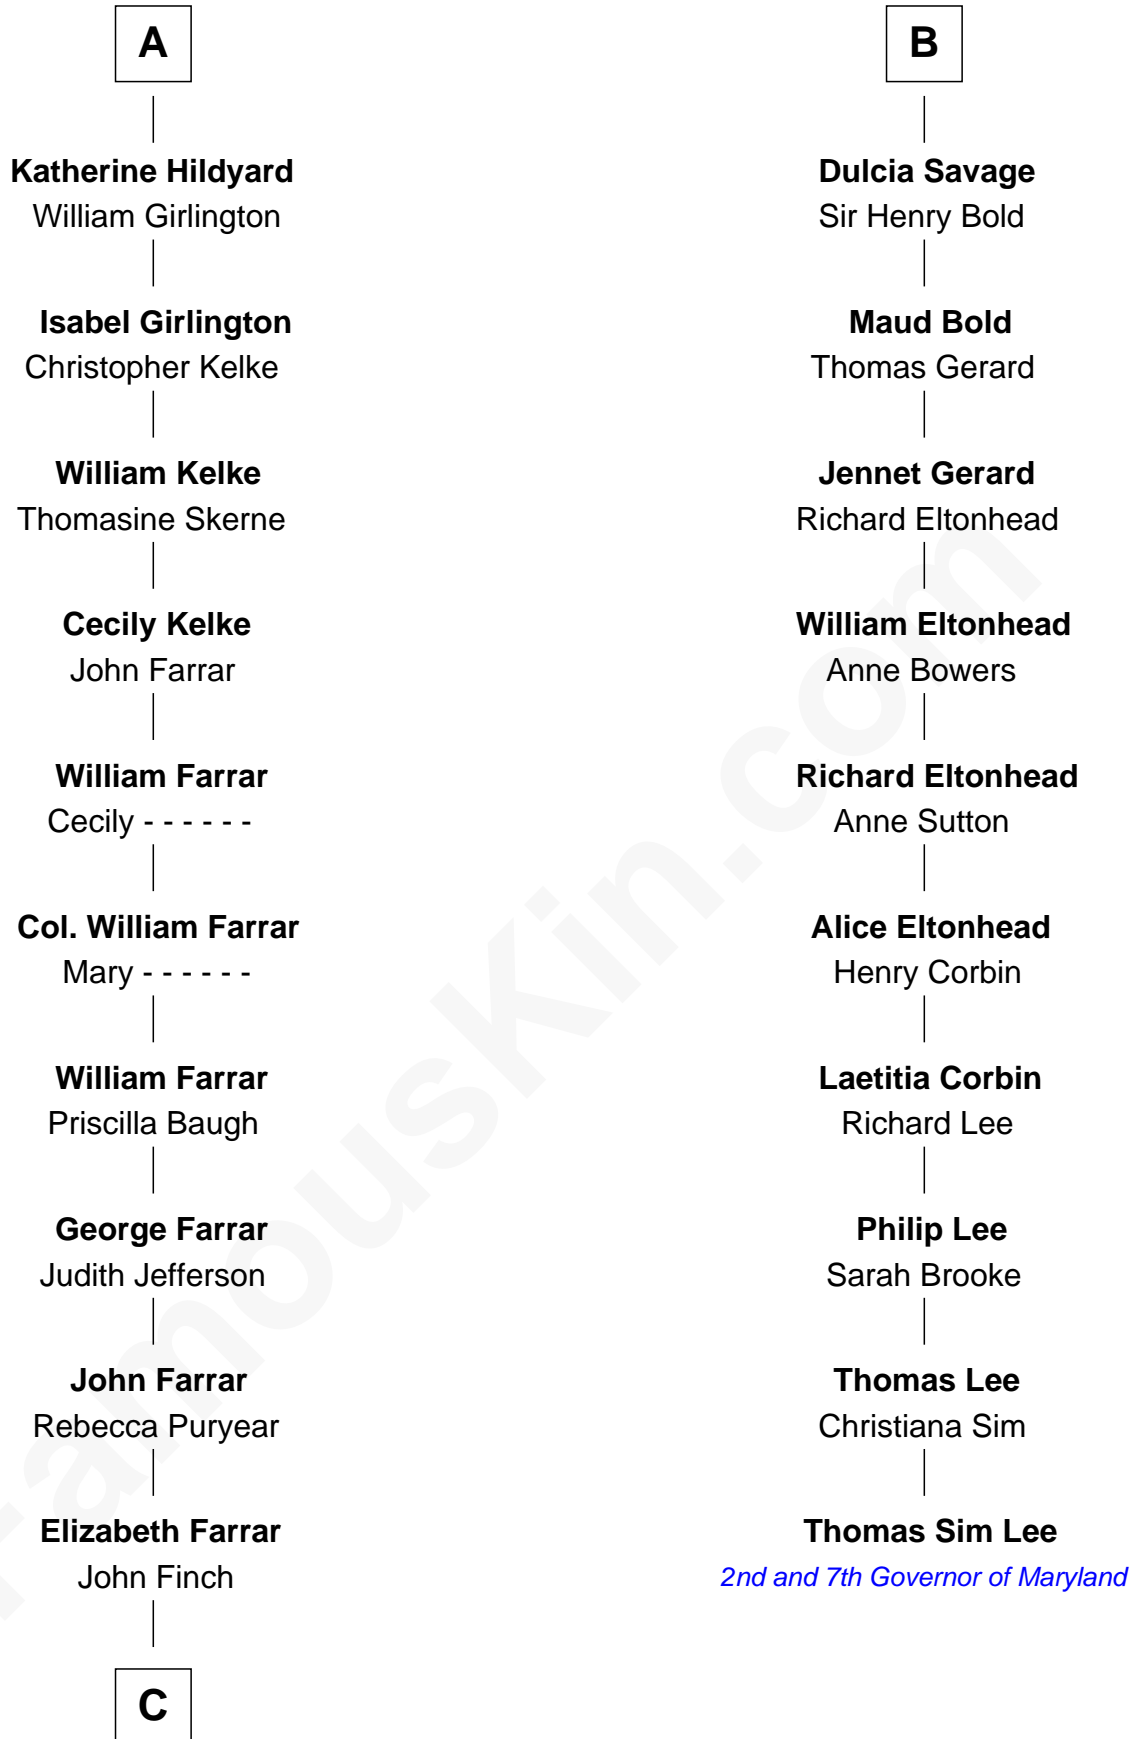 A
Katherine Hildyard
William Girlington
Isabel Girlington
Christopher Kelke
William Kelke
Thomasine Skerne
Cecily Kelke
John Farrar
William Farrar
Cecily - - - - - -
Col. William Farrar
Mary - - - - - -
William Farrar
Priscilla Baugh
George Farrar
Judith Jefferson
John Farrar
Rebecca Puryear
Elizabeth Farrar
John Finch
C
B
Dulcia Savage
Sir Henry Bold
Maud Bold
Thomas Gerard
Jennet Gerard
Richard Eltonhead
William Eltonhead
Anne Bowers
Richard Eltonhead
Anne Sutton
Alice Eltonhead
Henry Corbin
Laetitia Corbin
Richard Lee
Philip Lee
Sarah Brooke
Thomas Lee
Christiana Sim
Thomas Sim Lee
2nd and 7th Governor of Maryland
FamousKin.com